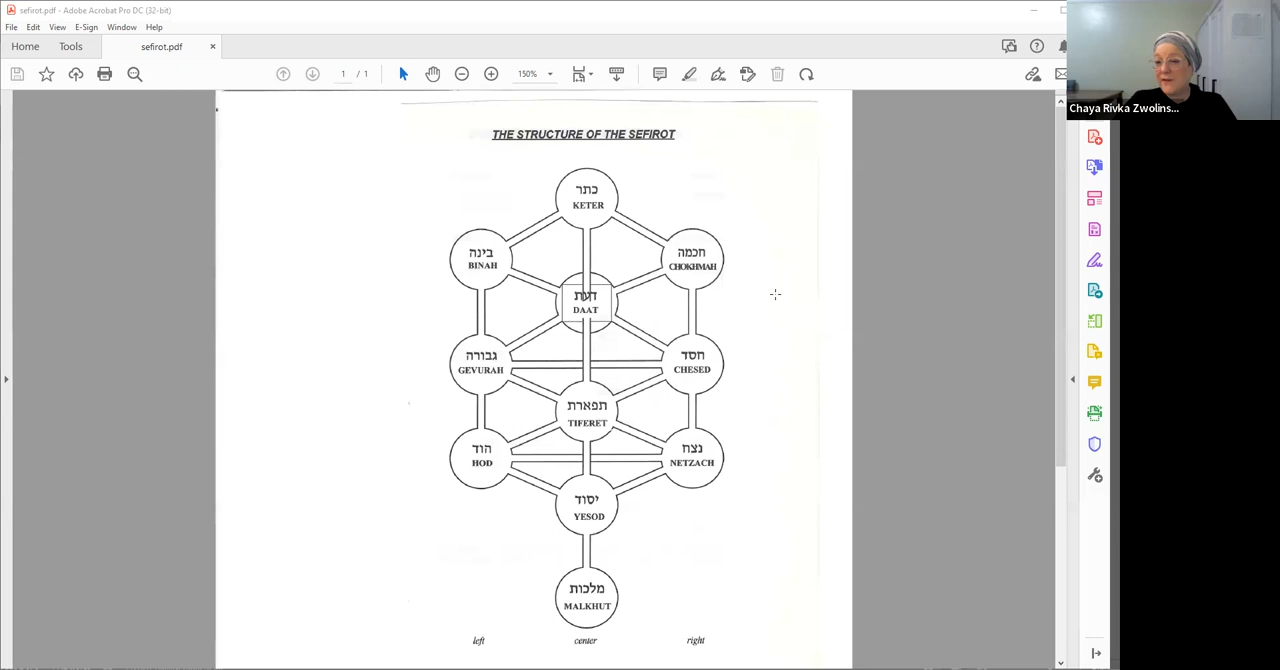 sefirot.pdf - Adobe Acrobat Pro DC (32-bit)
File Edit View E-Sign Window Help
Home Tools sefirot.pdf ×
1 / 1 150%
Chaya Rivka Zwolins...
THE STRUCTURE OF THE SEFIROT
כתר
KETER
בינה
BINAH
חכמה
CHOKHMAH
דעת
DAAT
גבורה
GEVURAH
חסד
CHESED
תפארת
TIFERET
הוד
HOD
נצח
NETZACH
יסוד
YESOD
מלכות
MALKHUT
left center right